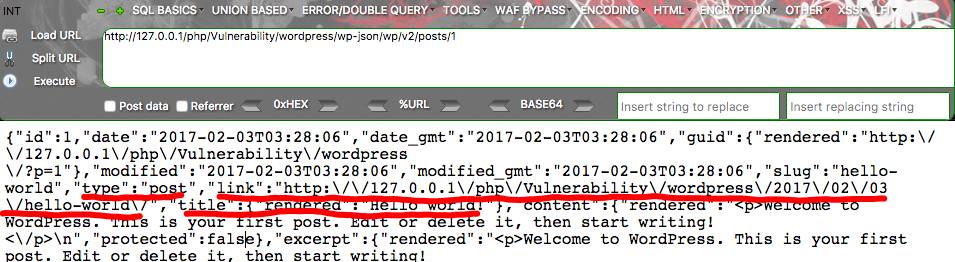 INT SQL BASICS UNION BASED ERROR/DOUBLE QUERY TOOLS WAF BYPASS ENCODING HTML ENCRYPTION OTHER XSS LFI
Load URL http://127.0.0.1/php/Vulnerability/wordpress/wp-json/wp/v2/posts/1
Split URL
Execute
Post data Referrer 0xHEX %URL BASE64 Insert string to replace Insert replacing string
{"id":1,"date":"2017-02-03T03:28:06","date_gmt":"2017-02-03T03:28:06","guid":{"rendered":"http:\/
\/127.0.0.1\/php\/Vulnerability\/wordpress
\/?p=1"},"modified":"2017-02-03T03:28:06","modified_gmt":"2017-02-03T03:28:06","slug":"hello-
world","type":"post","link":"http:\/\/127.0.0.1\/php\/Vulnerability\/wordpress\/2017\/02\/03
\/hello-world\/","title":{"rendered":"Hello world!"},"content":{"rendered":"<p>Welcome to
WordPress. This is your first post. Edit or delete it, then start writing!
<\/p>\n","protected":false},"excerpt":{"rendered":"<p>Welcome to WordPress. This is your first
post. Edit or delete it, then start writing!